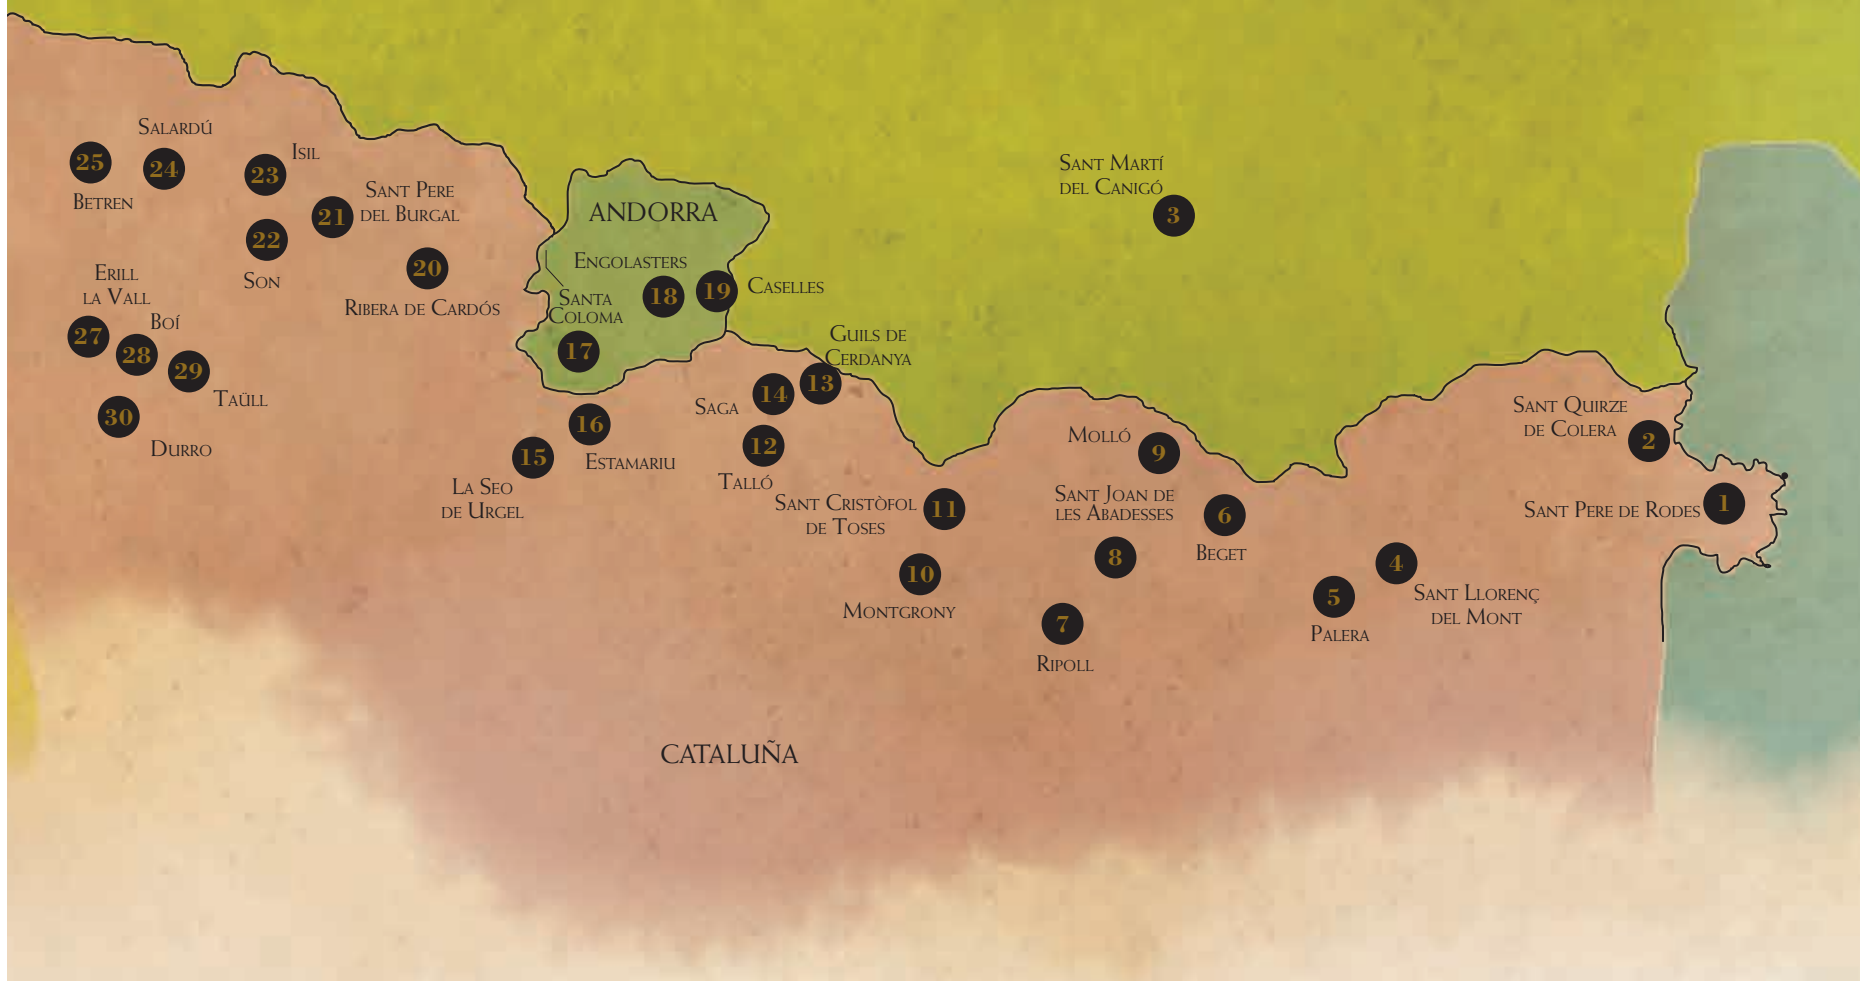 Salardú
25
24
Betren
23
Isil
Sant Pere
del Burgal
21
22
Son
20
Ribera de Cardós
Erill
la Vall
Boí
27
28
29
Taüll
30
Durro
ANDORRA
Engolasters
18
19
Caselles
Santa
Coloma
17
Guils de
Cerdanya
13
14
Saga
12
Talló
16
Estamariu
15
La Seo
de Urgel
Sant Cristòfol
de Toses
11
10
Montgrony
Sant Martí
del Canigó
3
Molló
9
Sant Joan de
les Abadesses
8
6
Beget
7
Ripoll
5
Palera
4
Sant Llorenç
del Mont
Sant Quirze
de Colera
2
Sant Pere de Rodes
1
CATALUÑA